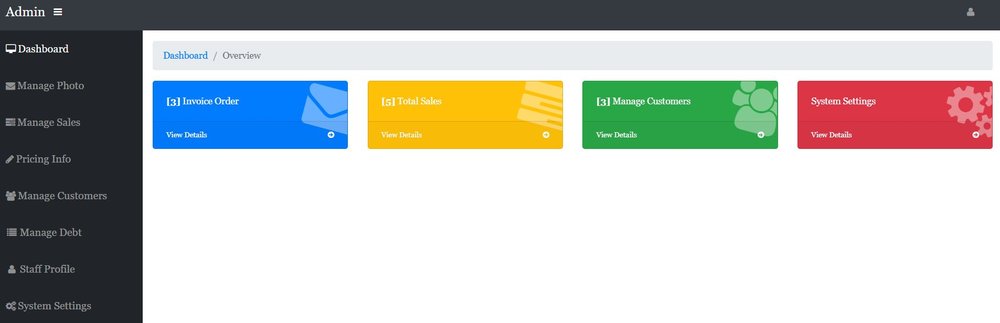 Admin
Dashboard
Manage Photo
Manage Sales
Pricing Info
Manage Customers
Manage Debt
Staff Profile
System Settings
Dashboard / Overview
[3] Invoice Order
View Details
[5] Total Sales
View Details
[3] Manage Customers
View Details
System Settings
View Details